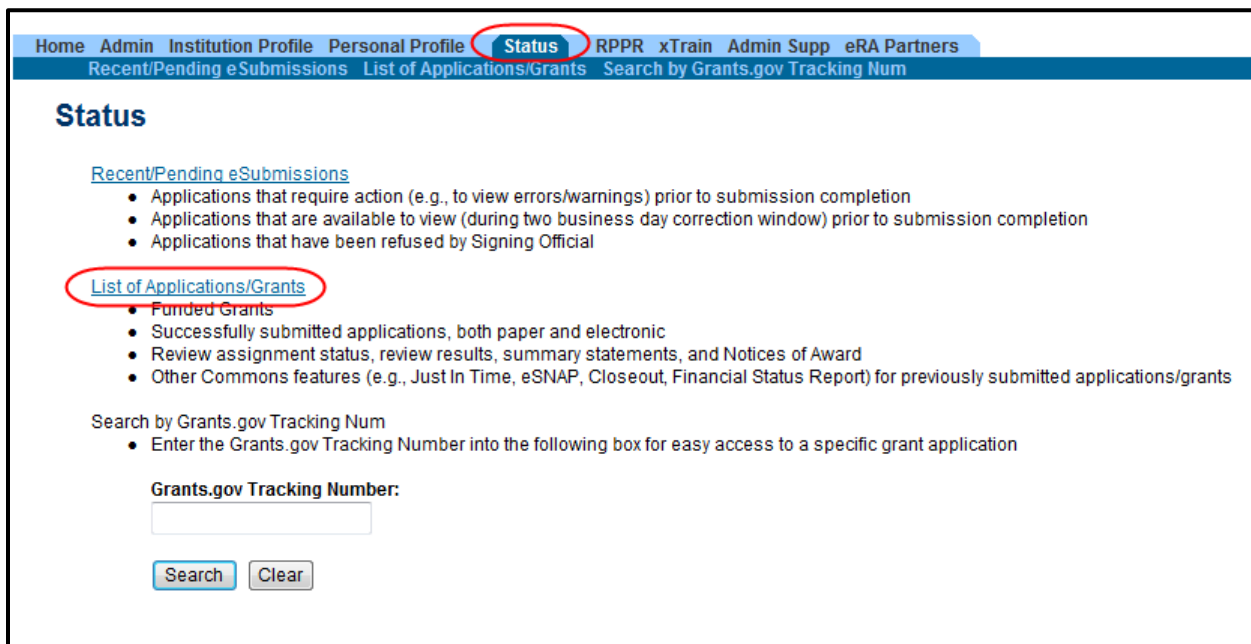 Home Admin Institution Profile Personal Profile Status RPPR xTrain Admin Supp eRA Partners
Recent/Pending eSubmissions List of Applications/Grants Search by Grants.gov Tracking Num
Status
Recent/Pending eSubmissions
● Applications that require action (e.g., to view errors/warnings) prior to submission completion
● Applications that are available to view (during two business day correction window) prior to submission completion
● Applications that have been refused by Signing Official
List of Applications/Grants
● Funded Grants
● Successfully submitted applications, both paper and electronic
● Review assignment status, review results, summary statements, and Notices of Award
● Other Commons features (e.g., Just In Time, eSNAP, Closeout, Financial Status Report) for previously submitted applications/grants
Search by Grants.gov Tracking Num
● Enter the Grants.gov Tracking Number into the following box for easy access to a specific grant application
Grants.gov Tracking Number:
Search Clear